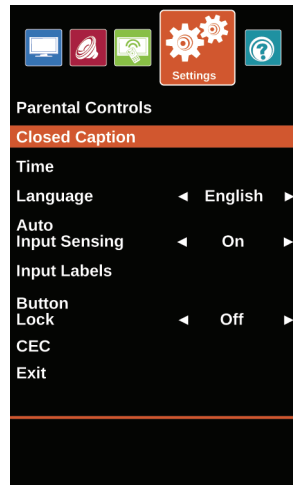 Settings
Parental Controls
Closed Caption
Time
Language ◄ English ►
Auto
Input Sensing ◄ On ►
Input Labels
Button
Lock ◄ Off ►
CEC
Exit